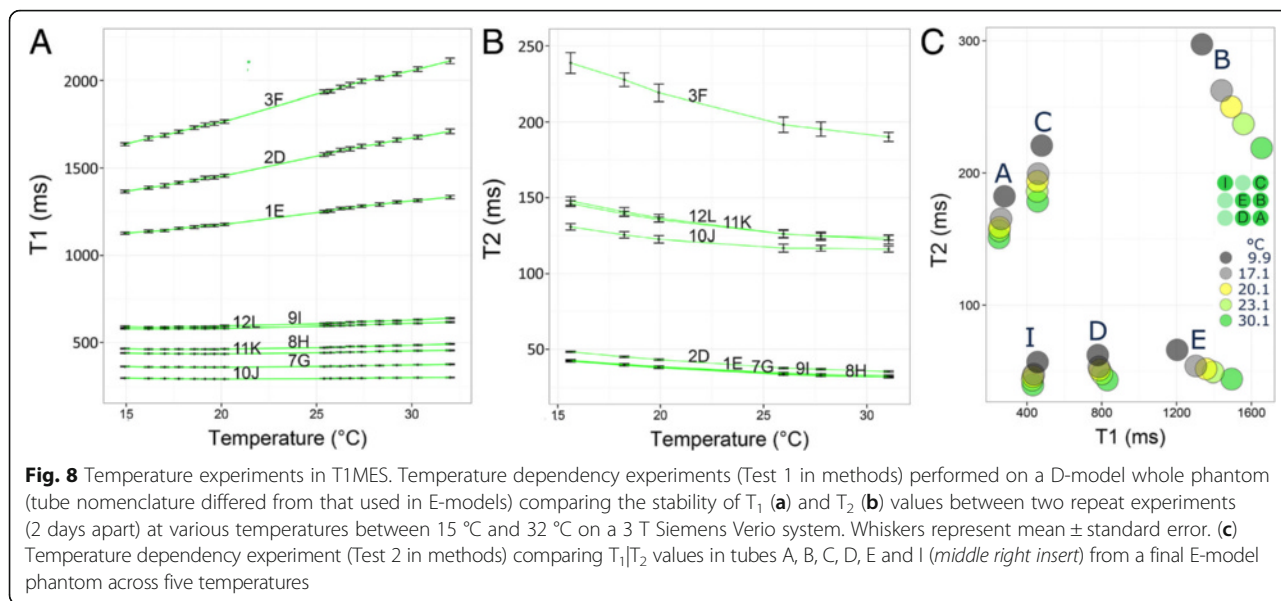 A
T1 (ms)
2000
1500
1000
500
3F
2D
1E
12L 9I
11K 8H
7G
10J
15 20 25 30
Temperature (°C)
B
T2 (ms)
250
200
150
100
50
3F
12L 11K
10J
2D 1E 7G 9I 8H
15 20 25 30
Temperature (°C)
C
T2 (ms)
300
200
100
B
C
A
I C
E B
D A
°C
9.9
17.1
20.1
23.1
30.1
I D E
400 800 1200 1600
T1 (ms)
Fig. 8 Temperature experiments in T1MES. Temperature dependency experiments (Test 1 in methods) performed on a D-model whole phantom
(tube nomenclature differed from that used in E-models) comparing the stability of T₁ (a) and T₂ (b) values between two repeat experiments
(2 days apart) at various temperatures between 15 °C and 32 °C on a 3 T Siemens Verio system. Whiskers represent mean ± standard error. (c)
Temperature dependency experiment (Test 2 in methods) comparing T₁|T₂ values in tubes A, B, C, D, E and I (middle right insert) from a final E-model
phantom across five temperatures